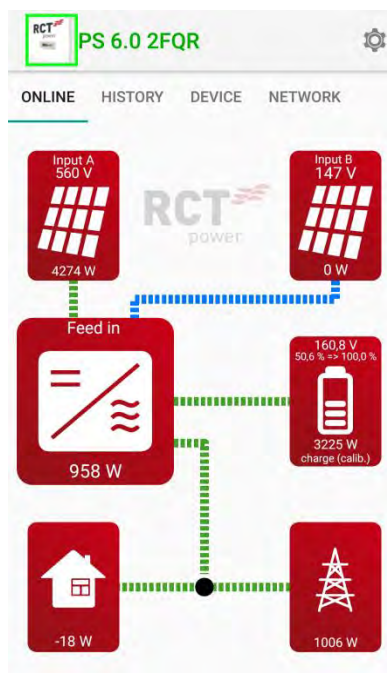 RCT
power
PS 6.0 2FQR
ONLINE HISTORY DEVICE NETWORK
Input A
560 V
4274 W
Input B
147 V
0 W
RCT
power
Feed in
958 W
160,8 V
50,6 % => 100,0 %
3225 W
charge (calib.)
-18 W
1006 W